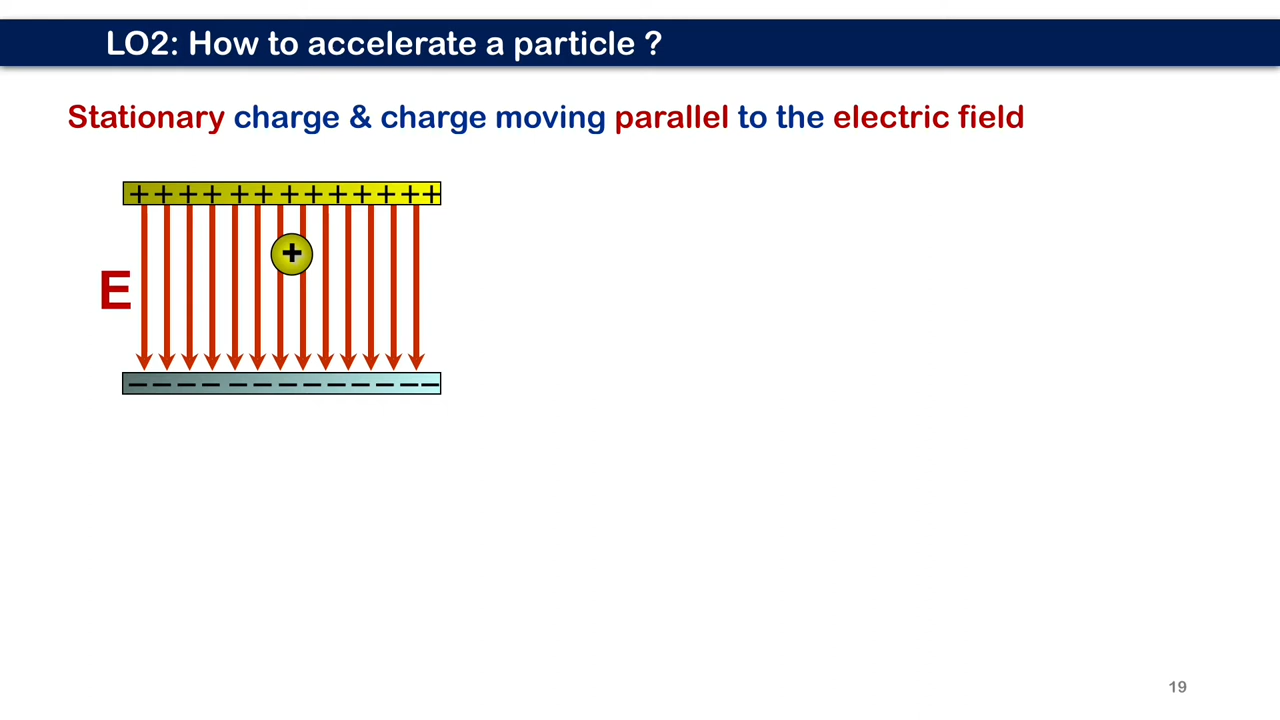 LO2: How to accelerate a particle ?
Stationary charge & charge moving parallel to the electric field
+ + + + + + + + + + + + +
+
E
− − − − − − − − − − − − −
19